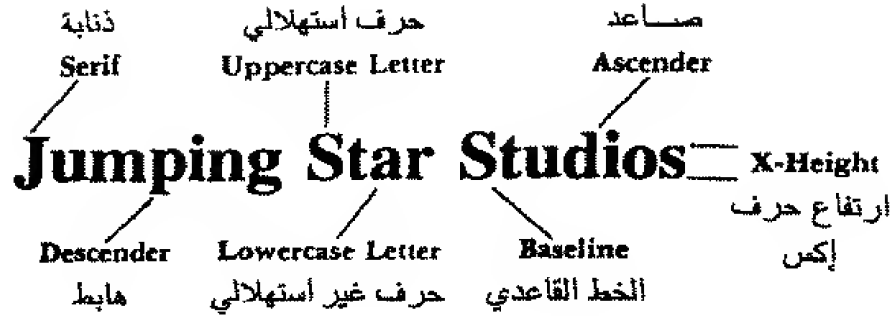 ذنابة حرف استهلالي صــاعد
Serif Uppercase Letter Ascender
Jumping Star Studios
X-Height
ارتفاع حرف
إكس
Descender Lowercase Letter Baseline
هابط حرف غير استهلالي الخط القاعدي